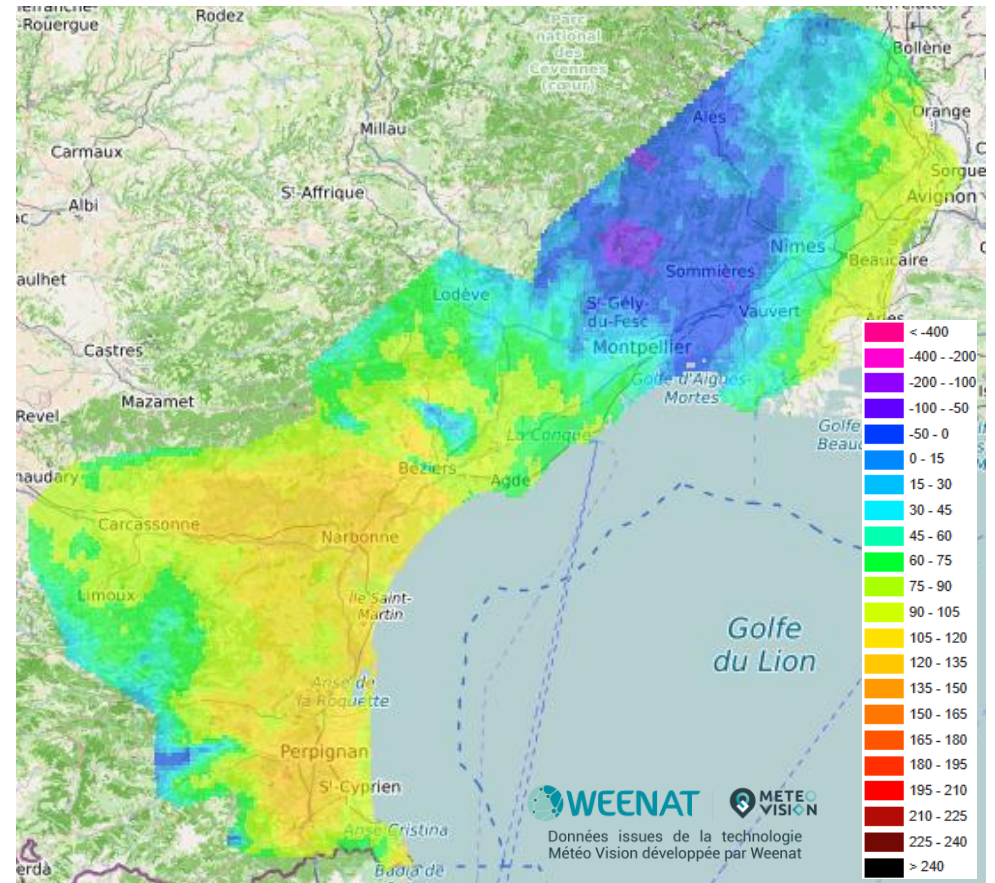 -Rouergue
Rodez
Parc
national
des
Cévennes
(cœur)
Bollène
Alès
Orange
Millau
Carmaux
Sorgue
St-Affrique
Albi
Avignon
Nîmes
Beaucaire
aulhet
Sommières
Lodève
St-Gély-
du-Fesc
Vauvert
Arles
Montpellier
Castres
Golfe d'Aigues-
Mortes
Mazamet
Revel
Golfe
Beauc
La Conque
Béziers
Agde
naudary
Carcassonne
Narbonne
Limoux
Île Saint-
Martin
Golfe
du Lion
Anse de
la Roquette
Perpignan
St-Cyprien
Anse Cristina
Badia de
erda
< -400
-400 - -200
-200 - -100
-100 - -50
-50 - 0
0 - 15
15 - 30
30 - 45
45 - 60
60 - 75
75 - 90
90 - 105
105 - 120
120 - 135
135 - 150
150 - 165
165 - 180
180 - 195
195 - 210
210 - 225
225 - 240
> 240
WEENAT
METEO
VISION
Données issues de la technologie
Météo Vision développée par Weenat